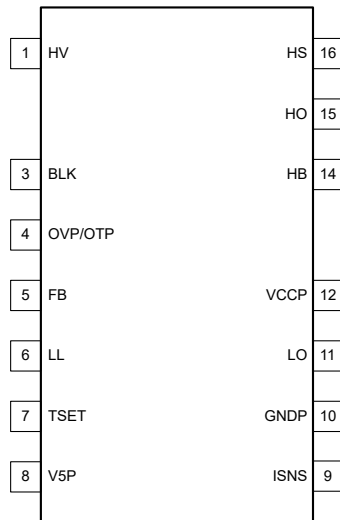 1 HV HS 16
HO 15
3 BLK HB 14
4 OVP/OTP
5 FB VCCP 12
6 LL LO 11
7 TSET GNDP 10
8 V5P ISNS 9